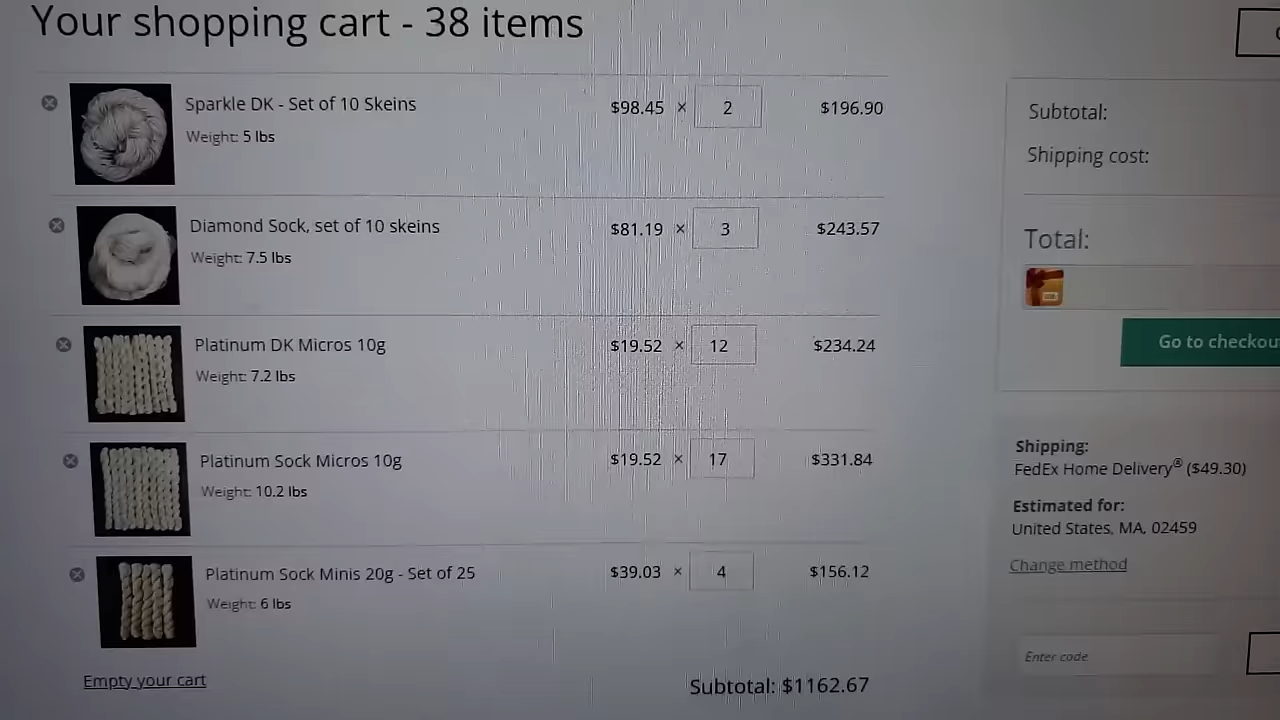 Your shopping cart - 38 items
Sparkle DK - Set of 10 Skeins
$98.45 × 2 $196.90
Weight: 5 lbs
Diamond Sock, set of 10 skeins
$81.19 × 3 $243.57
Weight: 7.5 lbs
Platinum DK Micros 10g
$19.52 × 12 $234.24
Weight: 7.2 lbs
Platinum Sock Micros 10g
$19.52 × 17 $331.84
Weight: 10.2 lbs
Platinum Sock Minis 20g - Set of 25
$39.03 × 4 $156.12
Weight: 6 lbs
Empty your cart
Subtotal: $1162.67
Subtotal:
Shipping cost:
Total:
Go to checkou
Shipping:
FedEx Home Delivery® ($49.30)
Estimated for:
United States, MA, 02459
Change method
Enter code